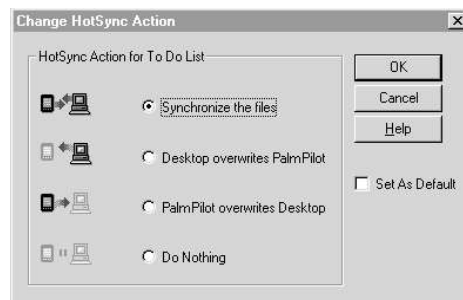 Change HotSync Action
HotSync Action for To Do List
Synchronize the files
Desktop overwrites PalmPilot
PalmPilot overwrites Desktop
Do Nothing
OK
Cancel
Help
Set As Default